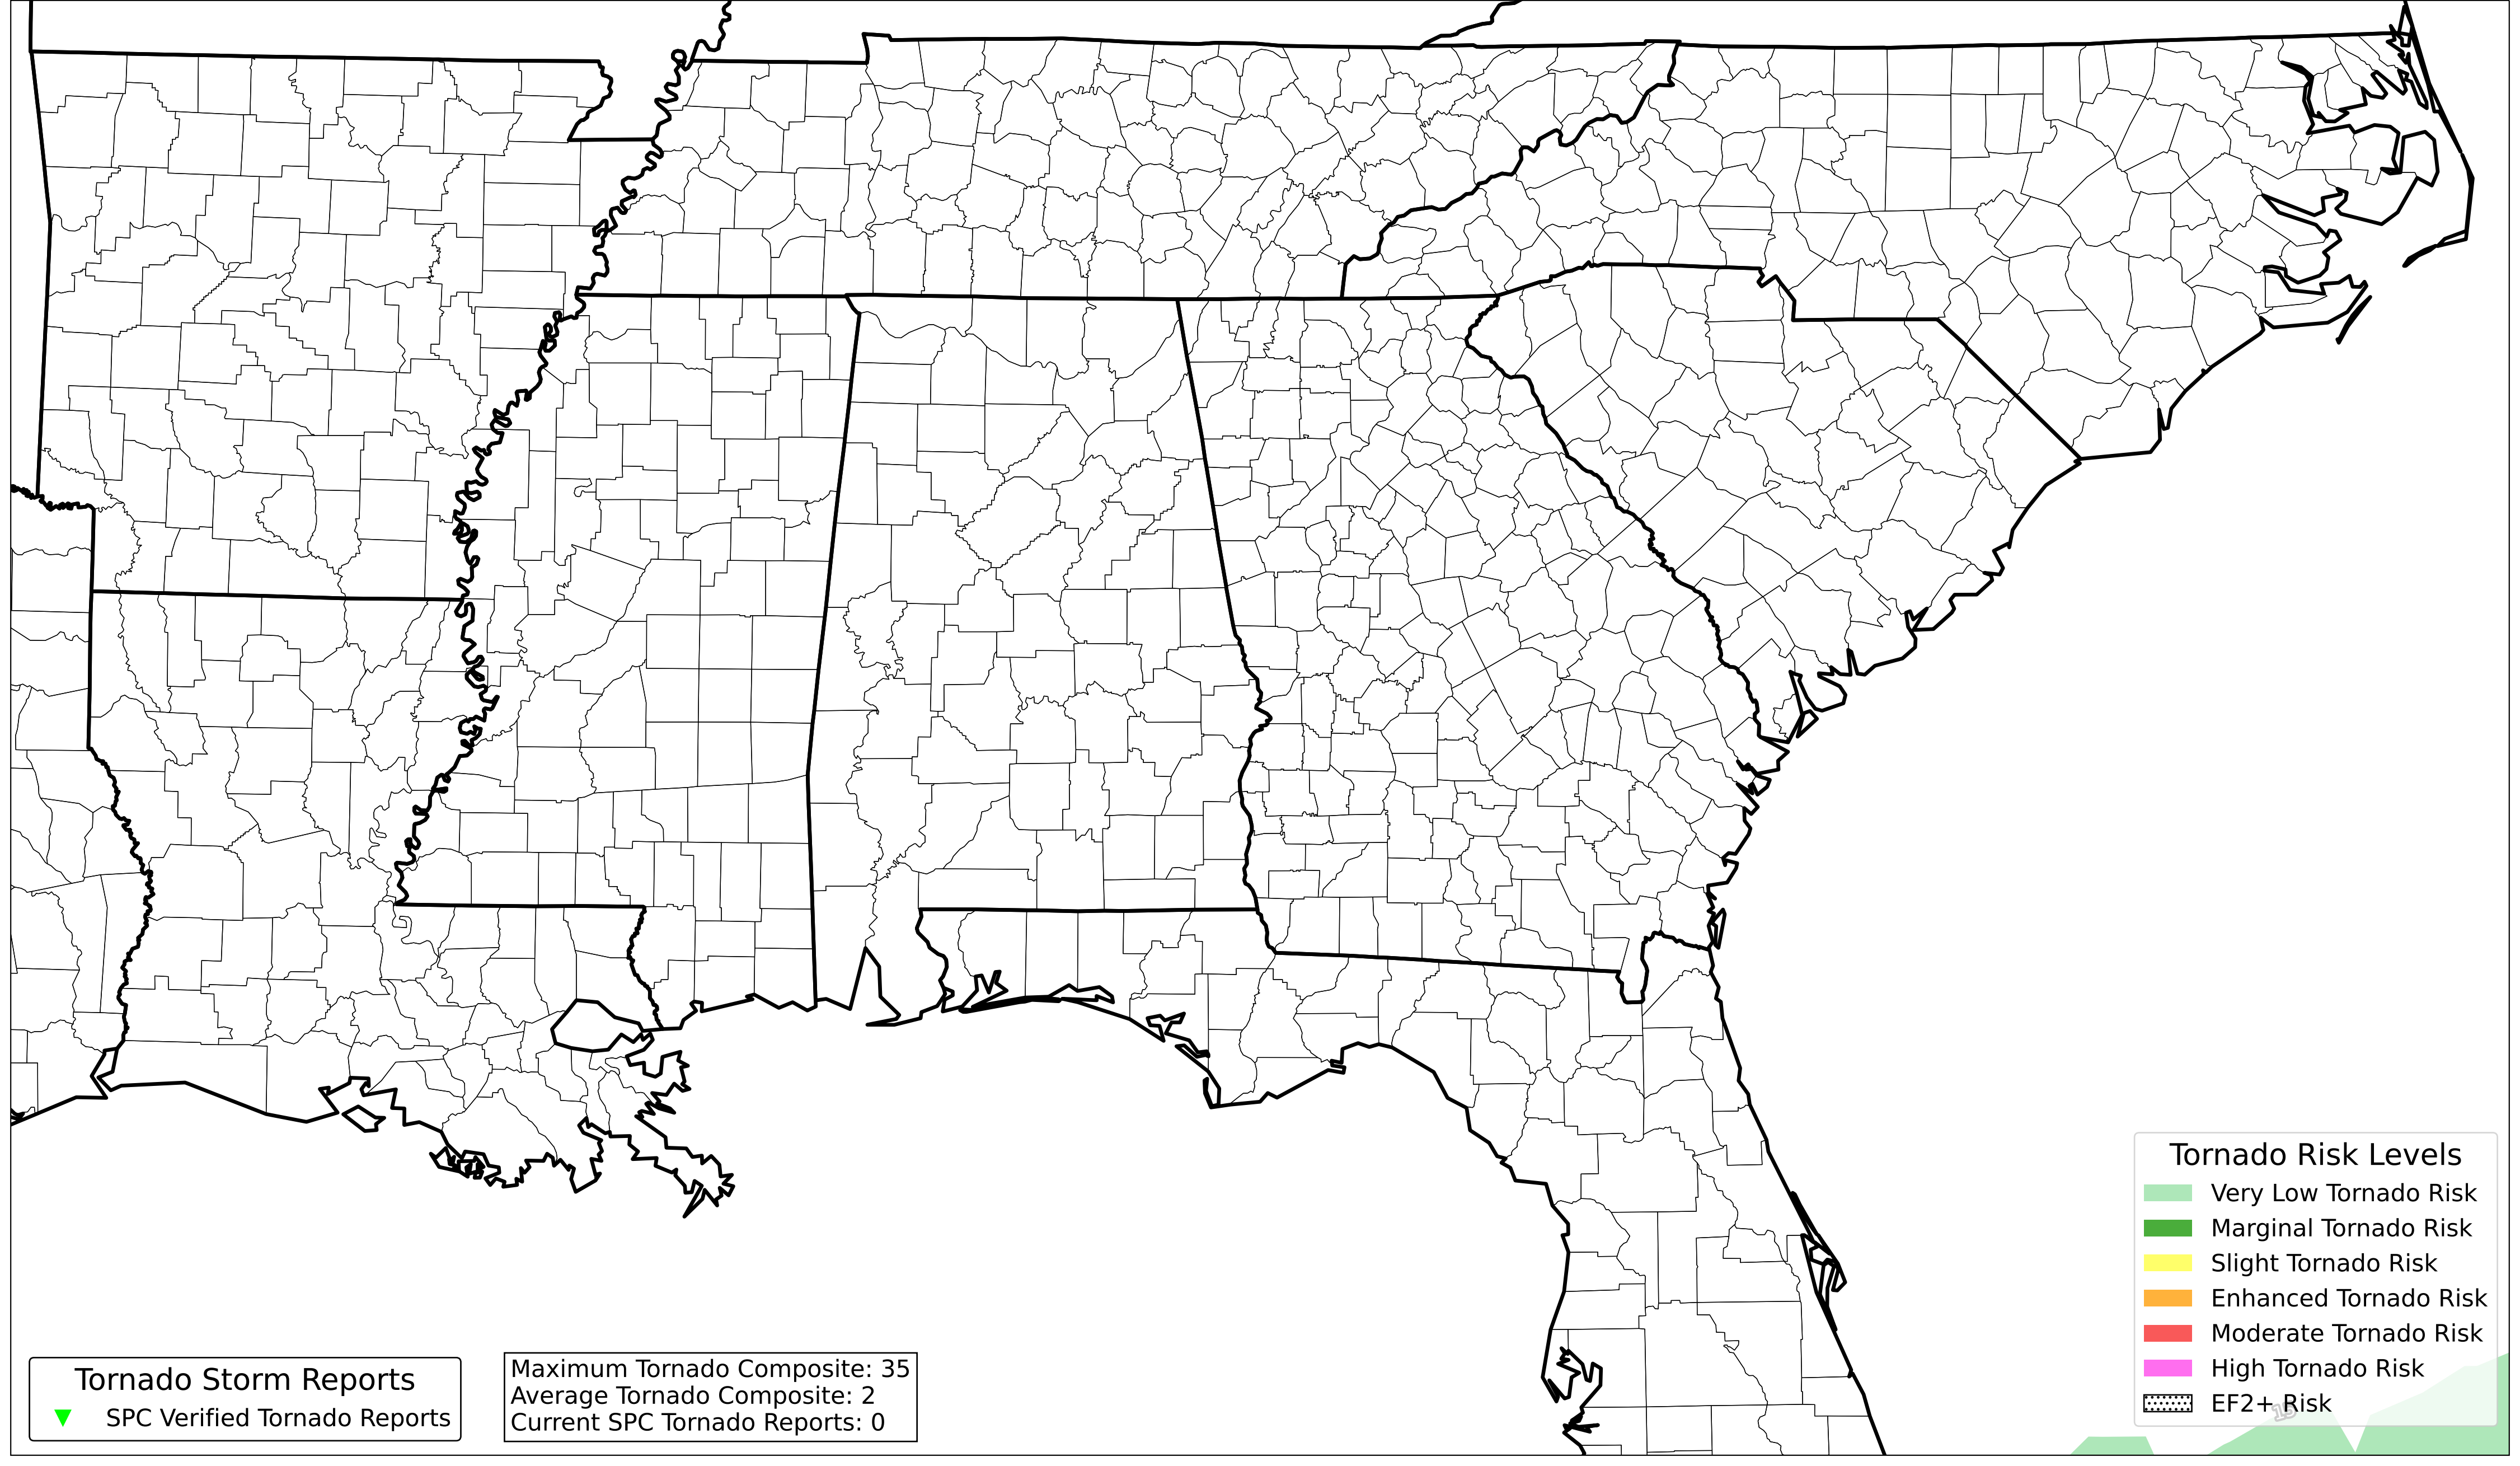 Tornado Risk Levels
Very Low Tornado Risk
Marginal Tornado Risk
Slight Tornado Risk
Enhanced Tornado Risk
Moderate Tornado Risk
High Tornado Risk
EF2+ Risk
15
Tornado Storm Reports
SPC Verified Tornado Reports
Maximum Tornado Composite: 35
Average Tornado Composite: 2
Current SPC Tornado Reports: 0